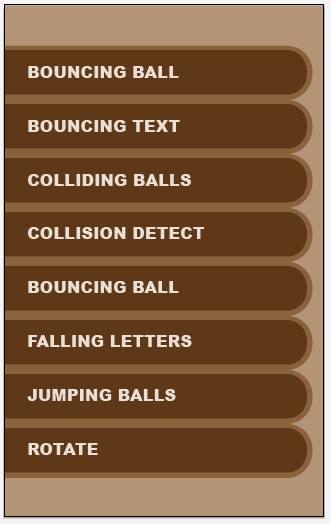 BOUNCING BALL
BOUNCING TEXT
COLLIDING BALLS
COLLISION DETECT
BOUNCING BALL
FALLING LETTERS
JUMPING BALLS
ROTATE